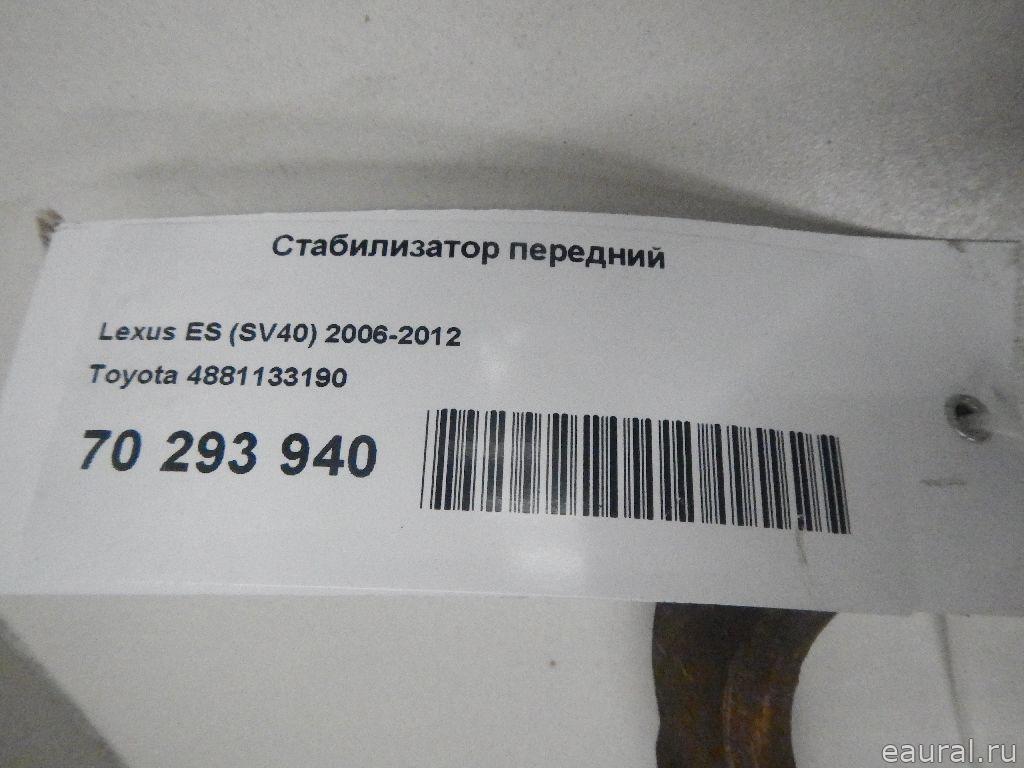 Стабилизатор передний
Lexus ES (SV40) 2006-2012
Toyota 4881133190
70 293 940
eaural.ru